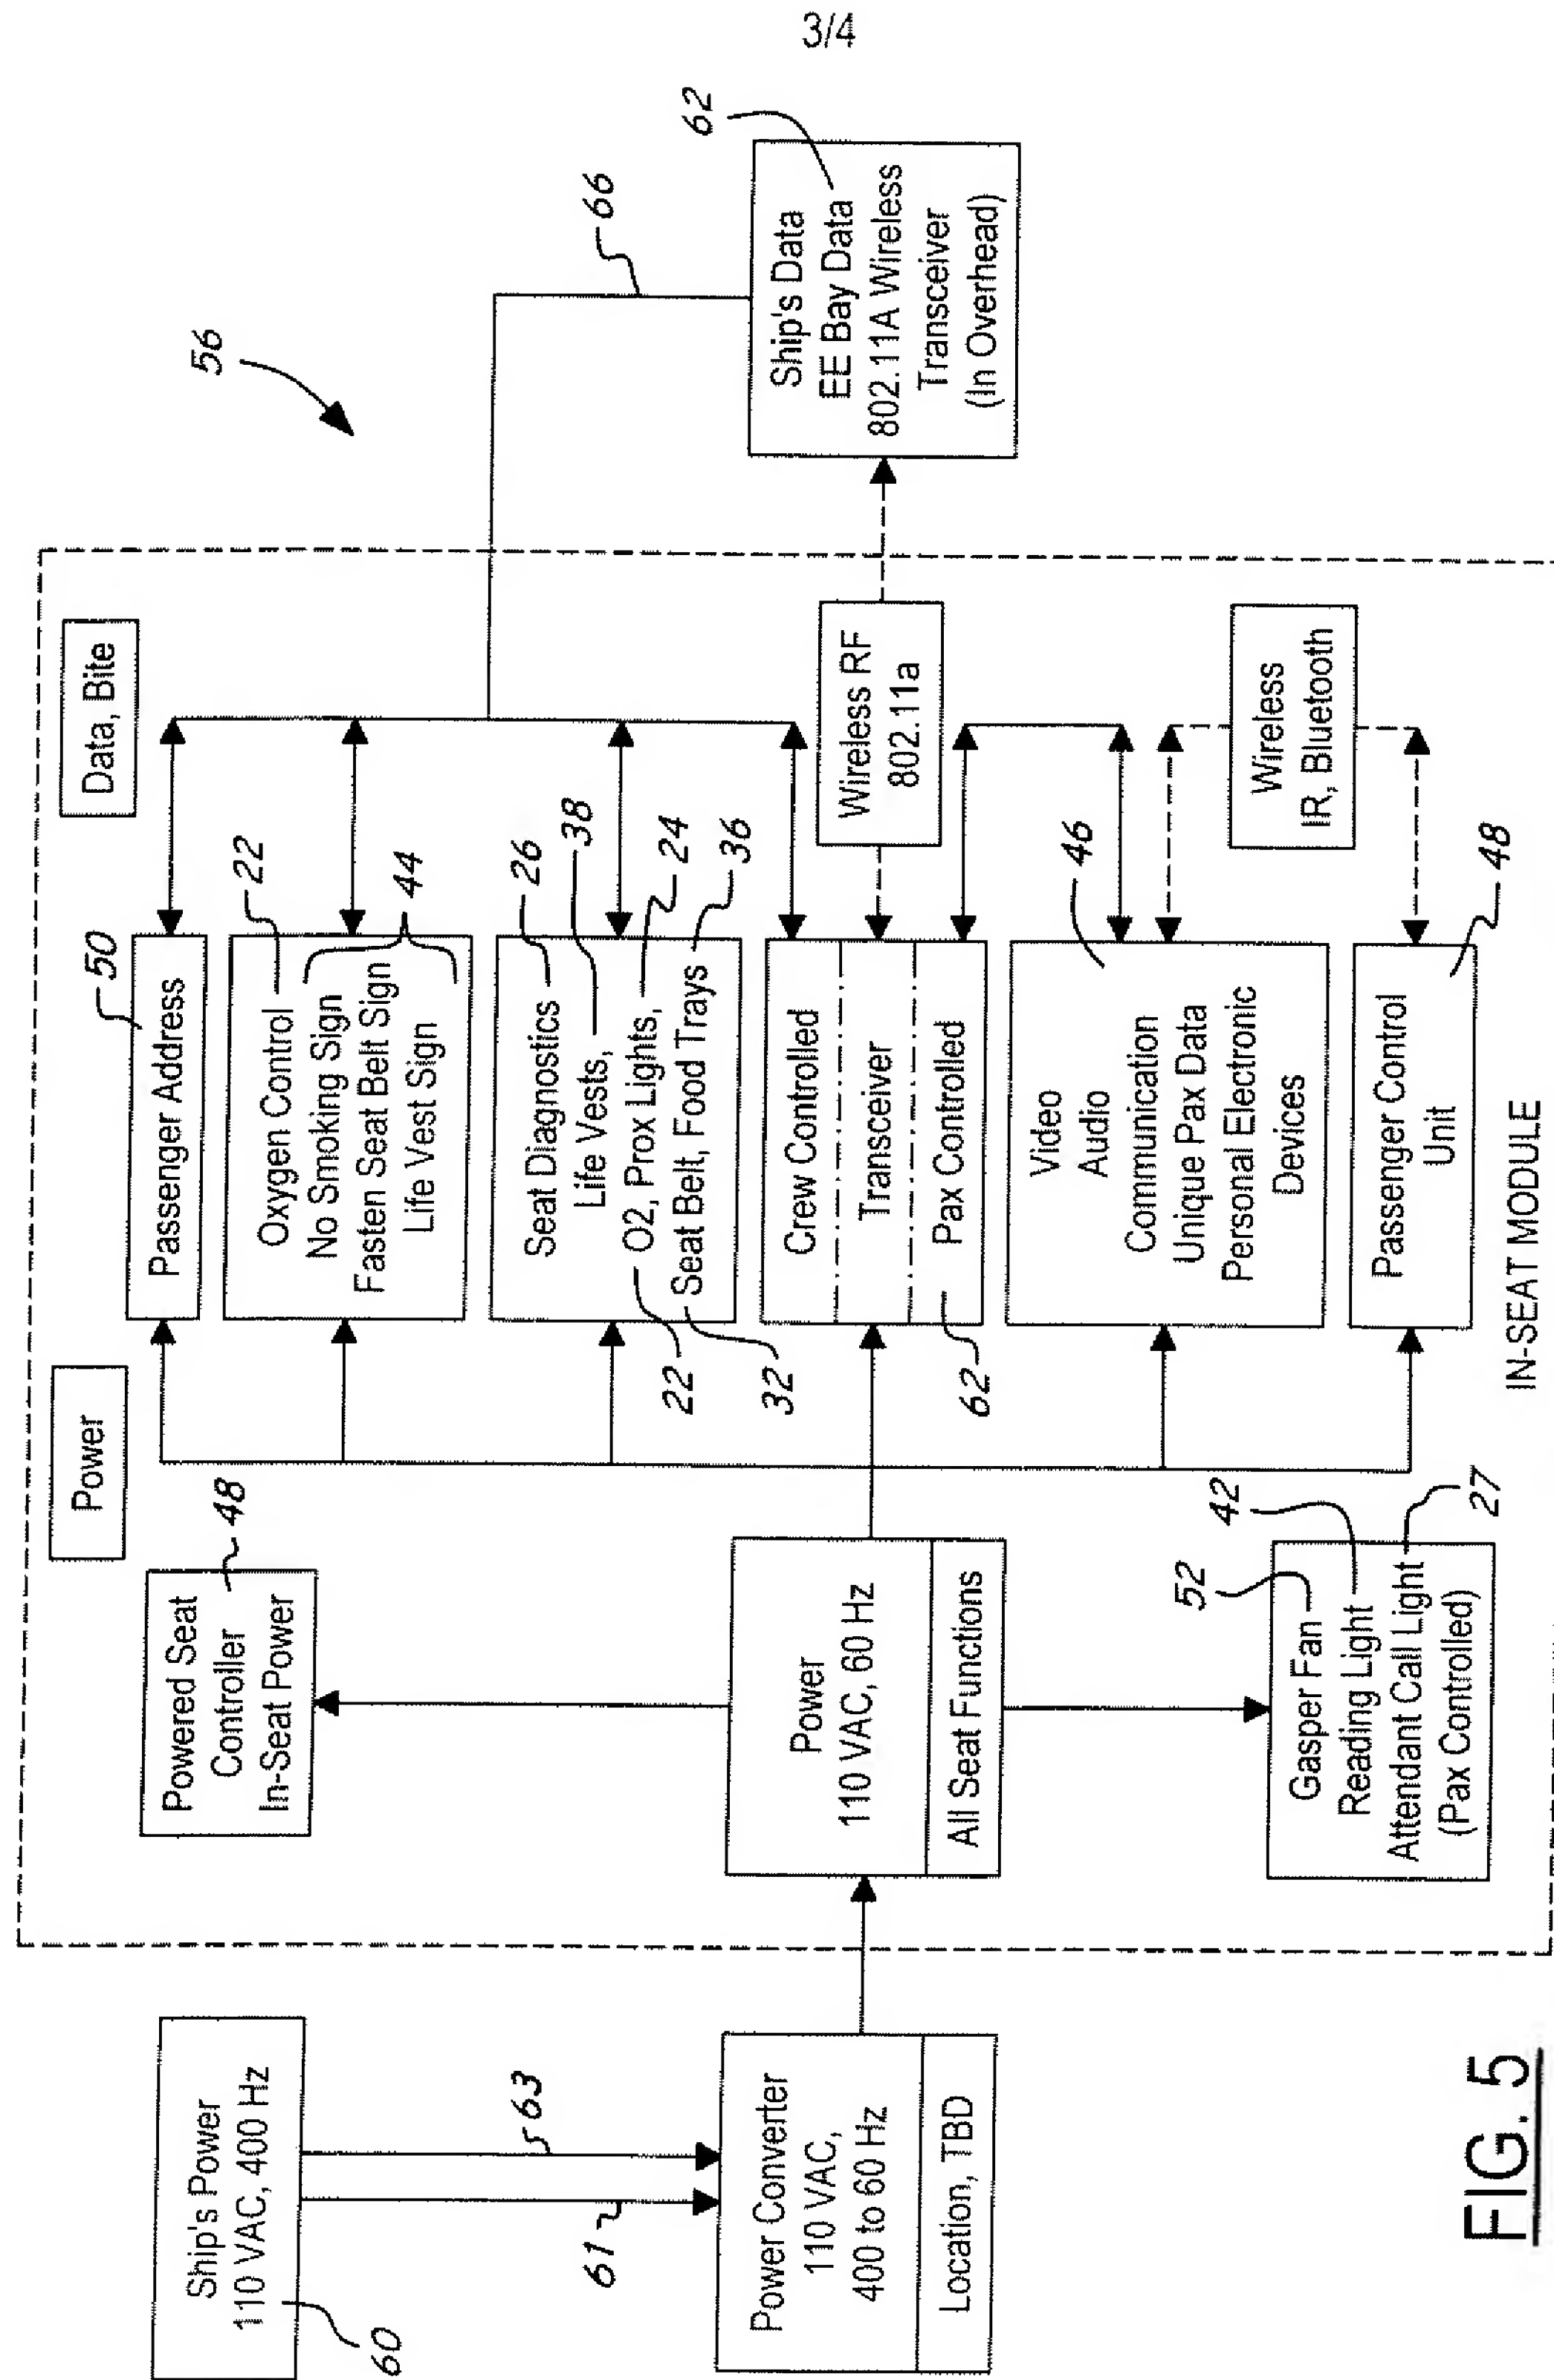 3/4
56
Ship's Power
110 VAC, 400 Hz
60
61
63
Power Converter
110 VAC,
400 to 60 Hz
Location, TBD
Power
Data, Bite
Powered Seat
Controller
In-Seat Power
48
Power
110 VAC, 60 Hz
All Seat Functions
Gasper Fan
Reading Light
Attendant Call Light
(Pax Controlled)
52
42
27
Passenger Address
50
Oxygen Control
No Smoking Sign
Fasten Seat Belt Sign
Life Vest Sign
22
44
Seat Diagnostics
Life Vests,
O2, Prox Lights,
Seat Belt, Food Trays
26
38
24
36
22
32
Crew Controlled
Transceiver
Pax Controlled
62
Wireless RF
802.11a
Video
Audio
Communication
Unique Pax Data
Personal Electronic
Devices
46
Wireless
IR, Bluetooth
Passenger Control
Unit
48
IN-SEAT MODULE
66
62
Ship's Data
EE Bay Data
802.11A Wireless
Transceiver
(In Overhead)
FIG. 5